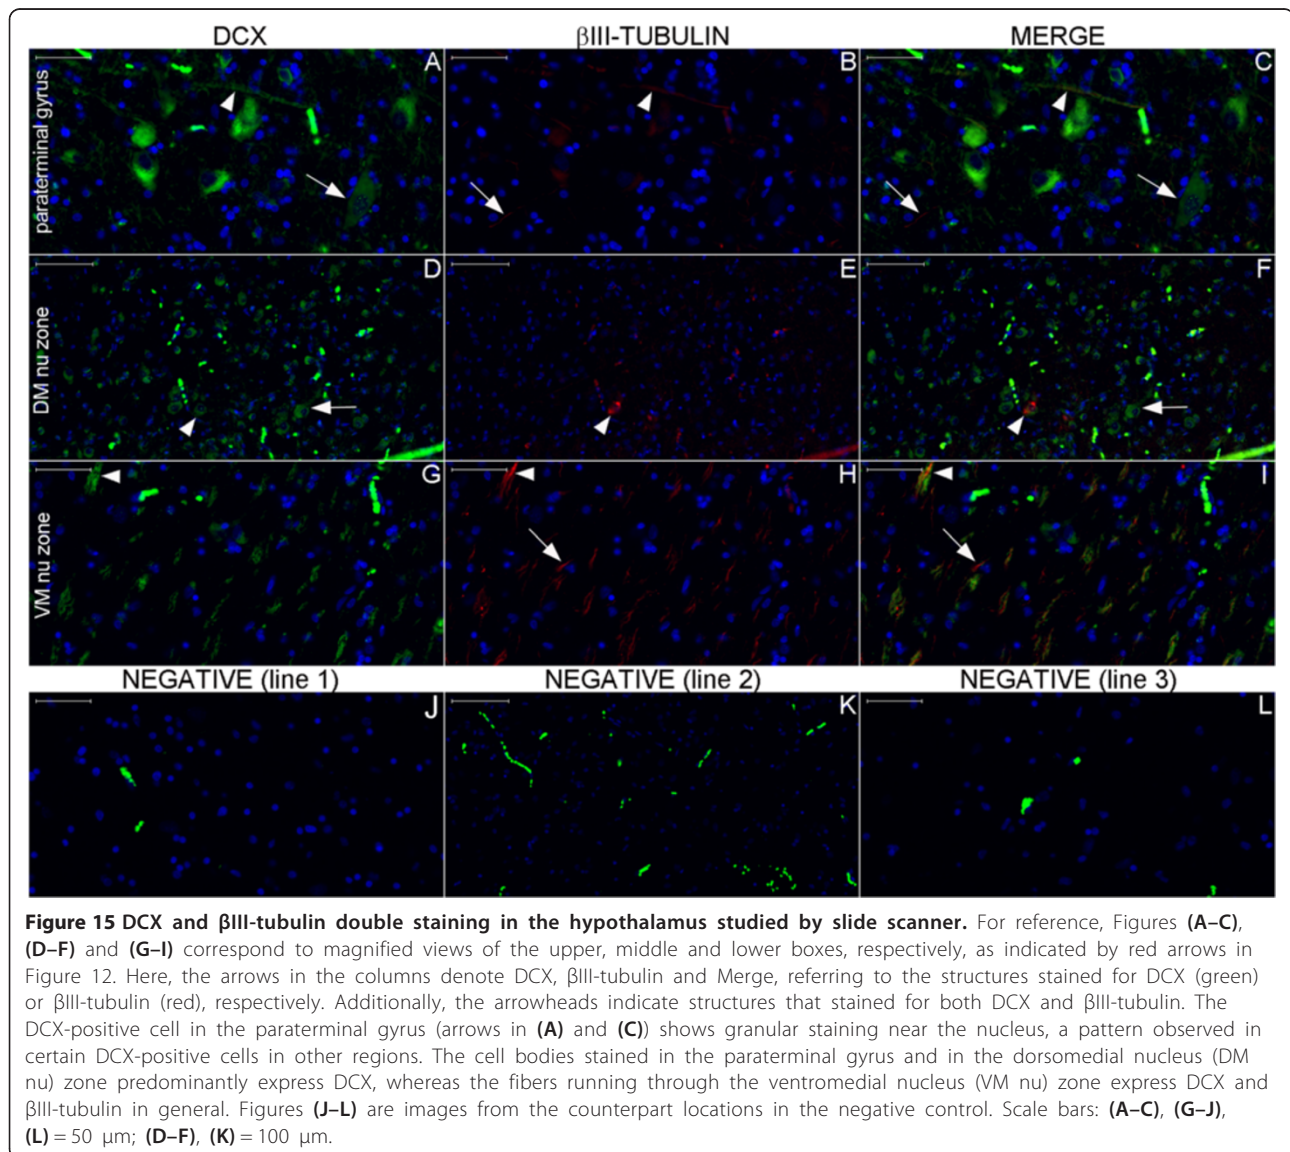 DCX βIII-TUBULIN MERGE
paraterminal gyrus A B C
DM nu zone D E F
VM nu zone G H I
NEGATIVE (line 1) NEGATIVE (line 2) NEGATIVE (line 3)
J K L
Figure 15 DCX and βIII-tubulin double staining in the hypothalamus studied by slide scanner. For reference, Figures (A–C),
(D–F) and (G–I) correspond to magnified views of the upper, middle and lower boxes, respectively, as indicated by red arrows in
Figure 12. Here, the arrows in the columns denote DCX, βIII-tubulin and Merge, referring to the structures stained for DCX (green)
or βIII-tubulin (red), respectively. Additionally, the arrowheads indicate structures that stained for both DCX and βIII-tubulin. The
DCX-positive cell in the paraterminal gyrus (arrows in (A) and (C)) shows granular staining near the nucleus, a pattern observed in
certain DCX-positive cells in other regions. The cell bodies stained in the paraterminal gyrus and in the dorsomedial nucleus (DM
nu) zone predominantly express DCX, whereas the fibers running through the ventromedial nucleus (VM nu) zone express DCX and
βIII-tubulin in general. Figures (J–L) are images from the counterpart locations in the negative control. Scale bars: (A–C), (G–J),
(L) = 50 μm; (D–F), (K) = 100 μm.